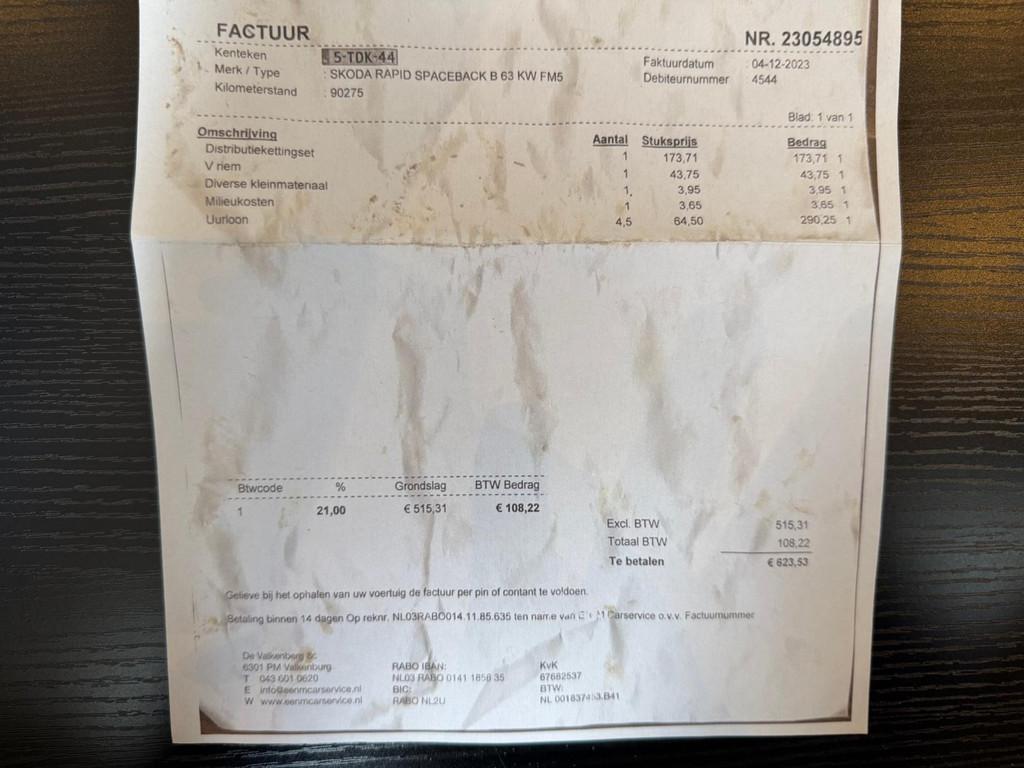 FACTUUR
NR. 23054895
Kenteken 5-TDK-44
Faktuurdatum : 04-12-2023
Merk / Type : SKODA RAPID SPACEBACK B 63 KW FM5
Debiteurnummer : 4544
Kilometerstand : 90275
Blad: 1 van 1
Omschrijving Aantal Stuksprijs Bedrag
Distributiekettingset 1 173,71 173,71 1
V riem 1 43,75 43,75 1
Diverse kleinmateriaal 1, 3,95 3,95 1
Milieukosten 1 3,65 3,65 1
Uurloon 4,5 64,50 290,25 1
Btwcode % Grondslag BTW Bedrag
1 21,00 € 515,31 € 108,22
Excl. BTW 515,31
Totaal BTW 108,22
Te betalen € 623,53
Gelieve bij het ophalen van uw voertuig de factuur per pin of contant te voldoen.
Betaling binnen 14 dagen Op reknr. NL03RABO014.11.85.635 ten name van Carservice o.v.v. Factuurnummer
De Valkenberg
6301 PM Valkenburg RABO IBAN: KvK
T 043 601 0620 NL03 RABO 0141 1856 35 67682537
E info@eenmcarservice.nl BIC: BTW:
W www.eenmcarservice.nl RABO NL2U NL